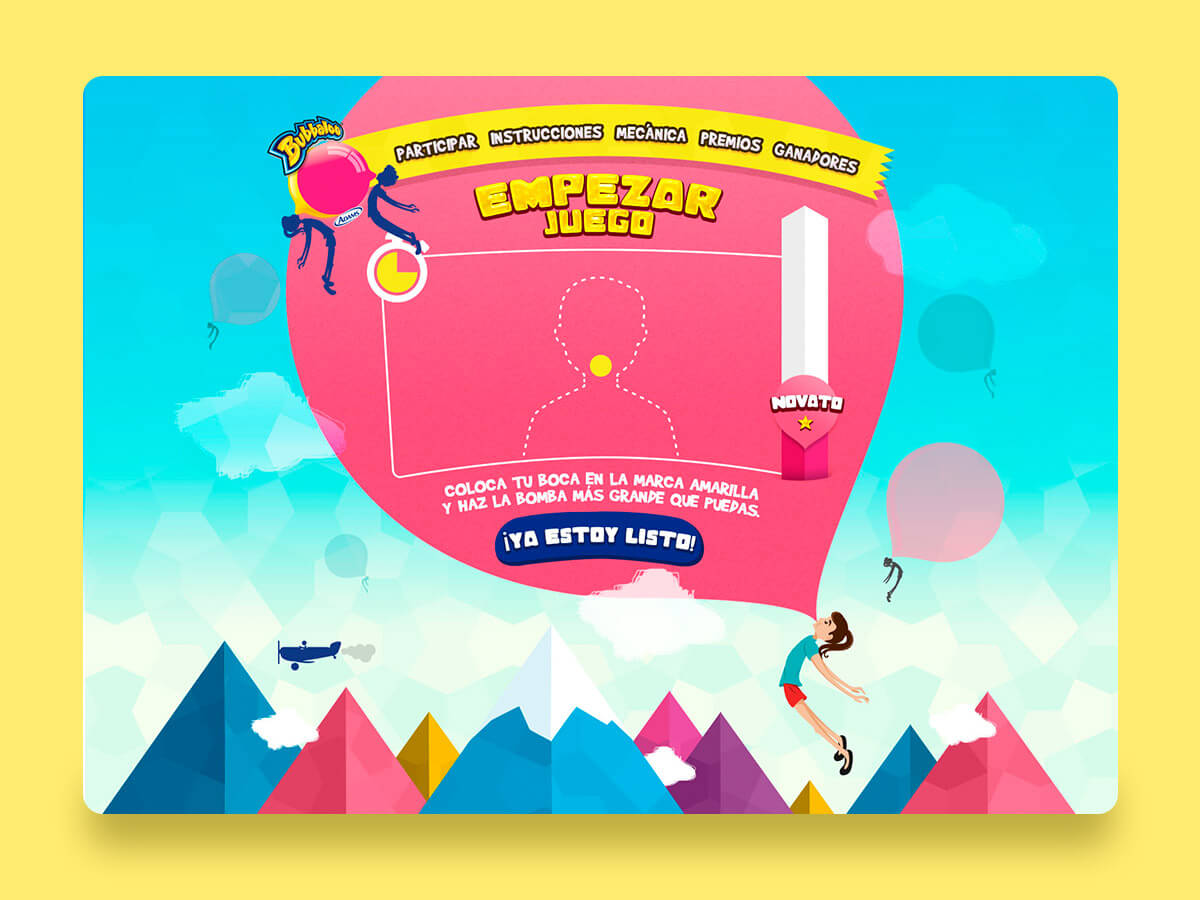 Bubbaloo
ADAMS
PARTICIPAR INSTRUCCIONES MECÁNICA PREMIOS GANADORES
EMPEZAR
JUEGO
NOVATO
COLOCA TU BOCA EN LA MARCA AMARILLA
Y HAZ LA BOMBA MÁS GRANDE QUE PUEDAS.
¡YA ESTOY LISTO!